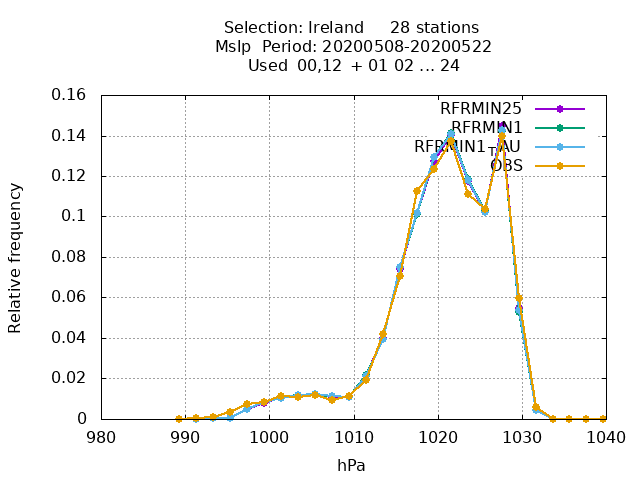 Selection: Ireland 28 stations
Mslp Period: 20200508-20200522
Used 00,12 + 01 02 ... 24
RFRMIN25
RFRMIN1
RFRMIN1TAU
OBS
Relative frequency
0.16
0.14
0.12
0.1
0.08
0.06
0.04
0.02
0
980 990 1000 1010 1020 1030 1040
hPa